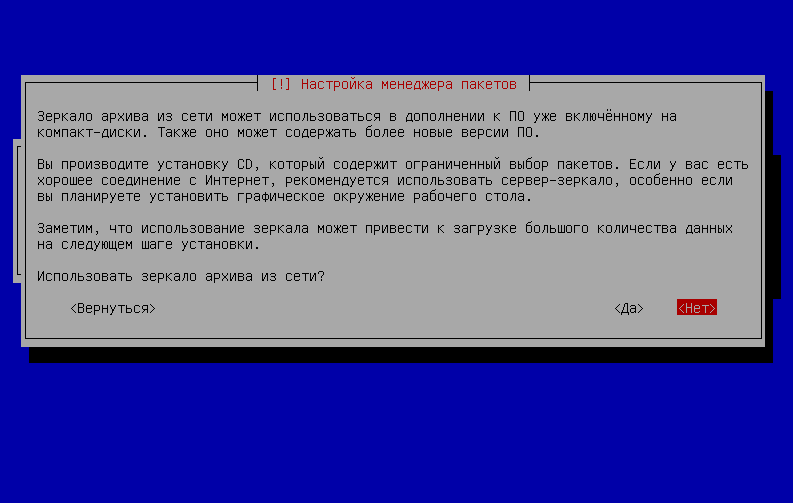 [!] Настройка менеджера пакетов
Зеркало архива из сети может использоваться в дополнении к ПО уже включённому на
компакт-диски. Также оно может содержать более новые версии ПО.
Вы производите установку CD, который содержит ограниченный выбор пакетов. Если у вас есть
хорошее соединение с Интернет, рекомендуется использовать сервер-зеркало, особенно если
вы планируете установить графическое окружение рабочего стола.
Заметим, что использование зеркала может привести к загрузке большого количества данных
на следующем шаге установки.
Использовать зеркало архива из сети?
<Вернуться> <Да> <Нет>